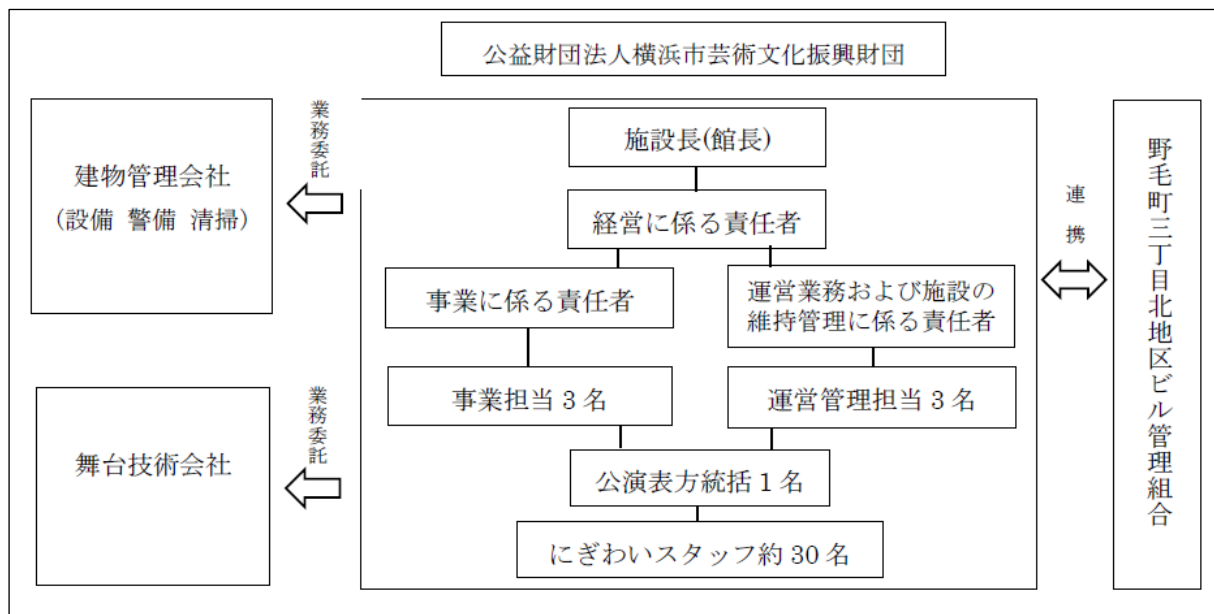 公益財団法人横浜市芸術文化振興財団
建物管理会社
(設備 警備 清掃)
業務委託
舞台技術会社
業務委託
施設長(館長)
経営に係る責任者
事業に係る責任者
運営業務および施設の
維持管理に係る責任者
事業担当3名
運営管理担当3名
公演表方統括1名
にぎわいスタッフ約30名
連携
野毛町三丁目北地区ビル管理組合